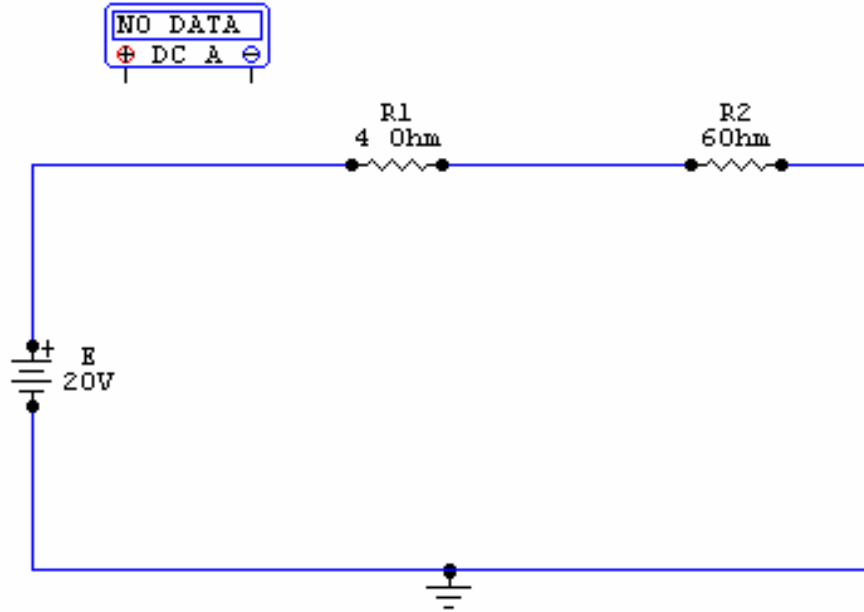 NO DATA
DC A
R1
4 Ohm
R2
6Ohm
+
E
20V